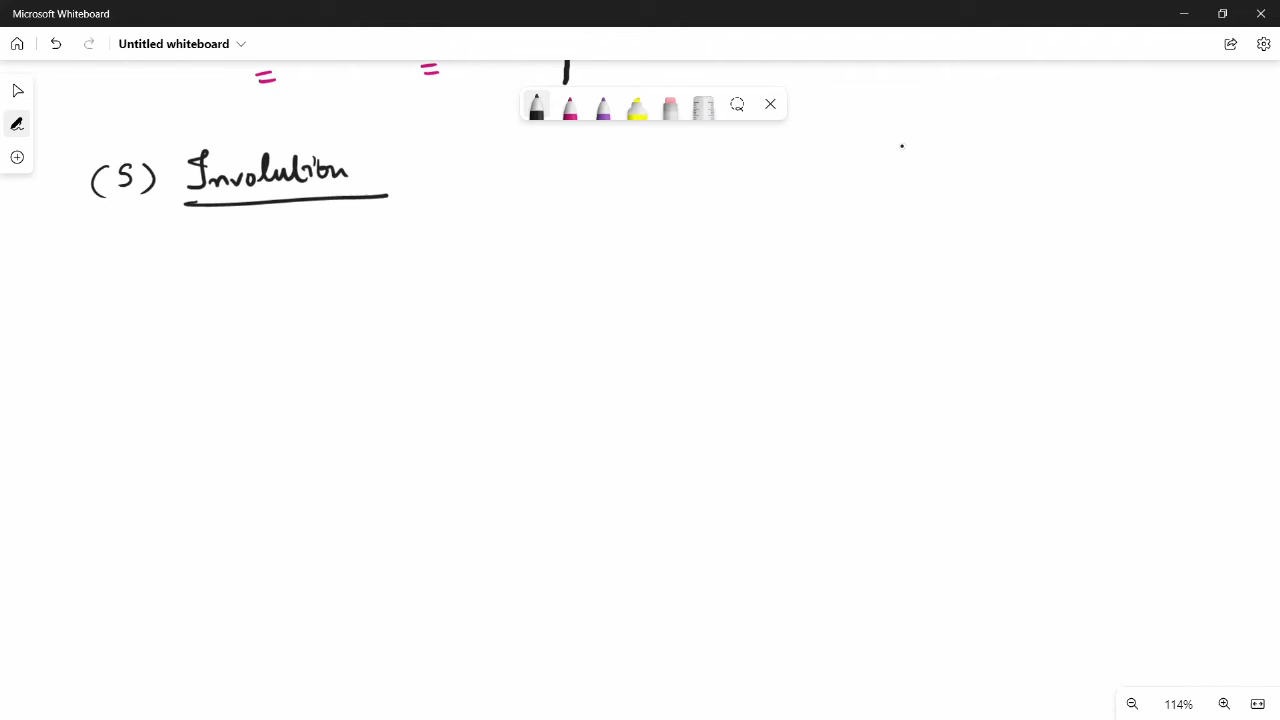 Microsoft Whiteboard
Untitled whiteboard
= =
(5) Involution
114%